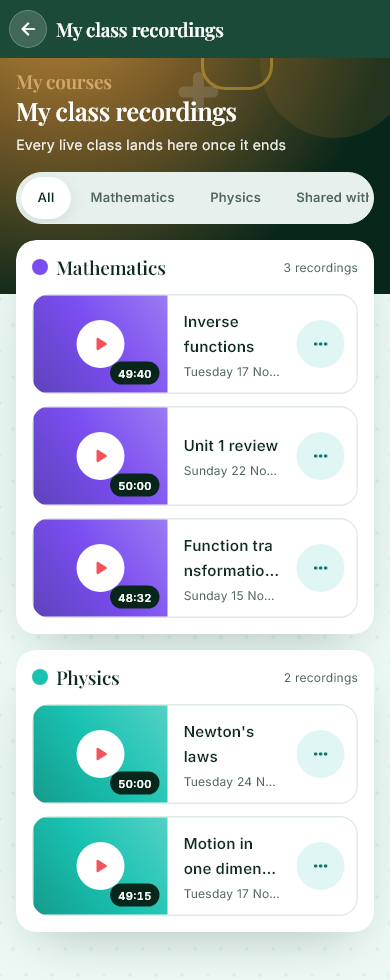 My class recordings
My courses
My class recordings
Every live class lands here once it ends
All Mathematics Physics Shared with
Mathematics 3 recordings
Inverse
functions
Tuesday 17 No...
49:40
Unit 1 review
Sunday 22 No...
50:00
Function tra
nsformatio...
Sunday 15 No...
48:32
Physics 2 recordings
Newton's
laws
Tuesday 24 N...
50:00
Motion in
one dimen...
Tuesday 17 No...
49:15